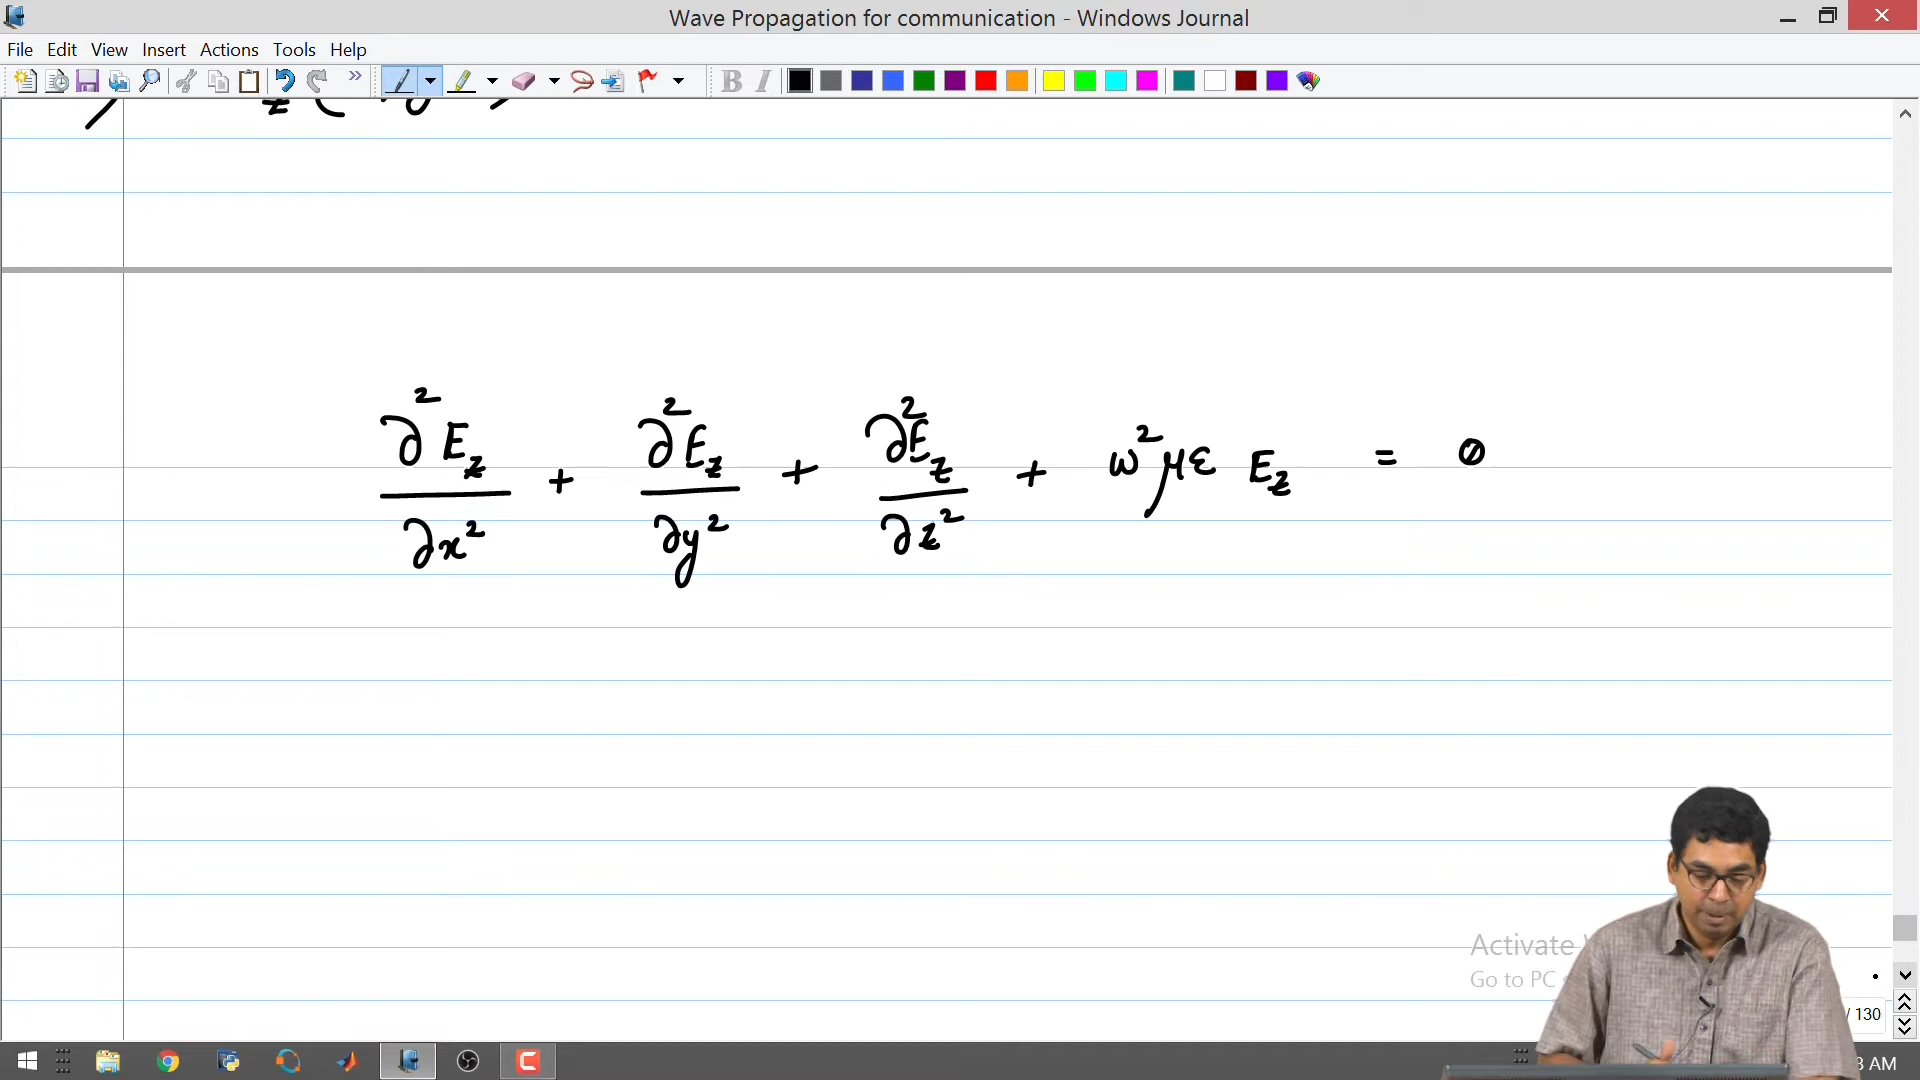 Wave Propagation for communication - Windows Journal
File Edit View Insert Actions Tools Help
B I
∂²E_z/∂x² + ∂²E_z/∂y² + ∂²E_z/∂z² + ω²με E_z = 0
Activate
Go to PC
/ 130
AM